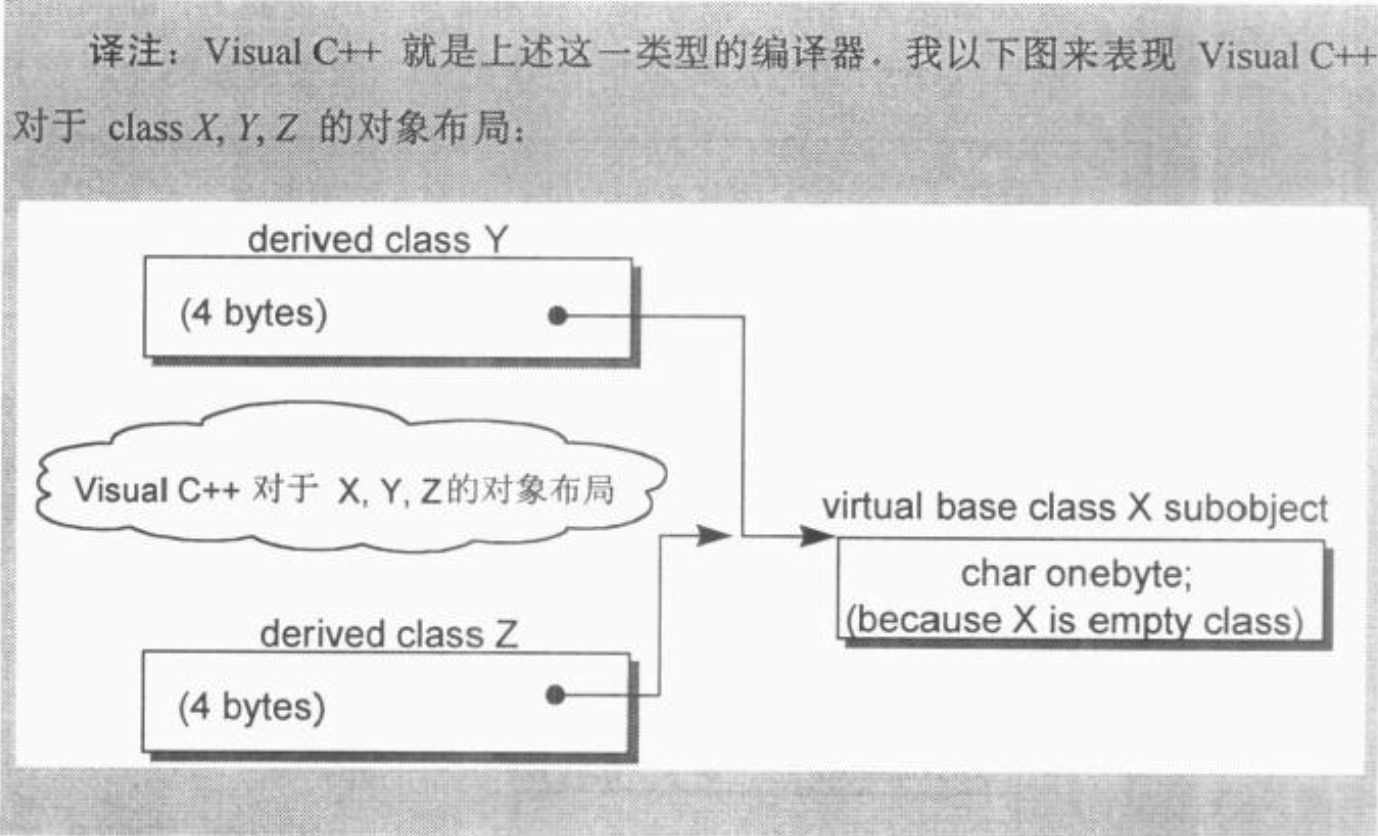 译注：Visual C++ 就是上述这一类型的编译器．我以下图来表现 Visual C++
对于 class X, Y, Z 的对象布局：
derived class Y
(4 bytes)
Visual C++ 对于 X, Y, Z的对象布局
virtual base class X subobject
char onebyte;
(because X is empty class)
derived class Z
(4 bytes)